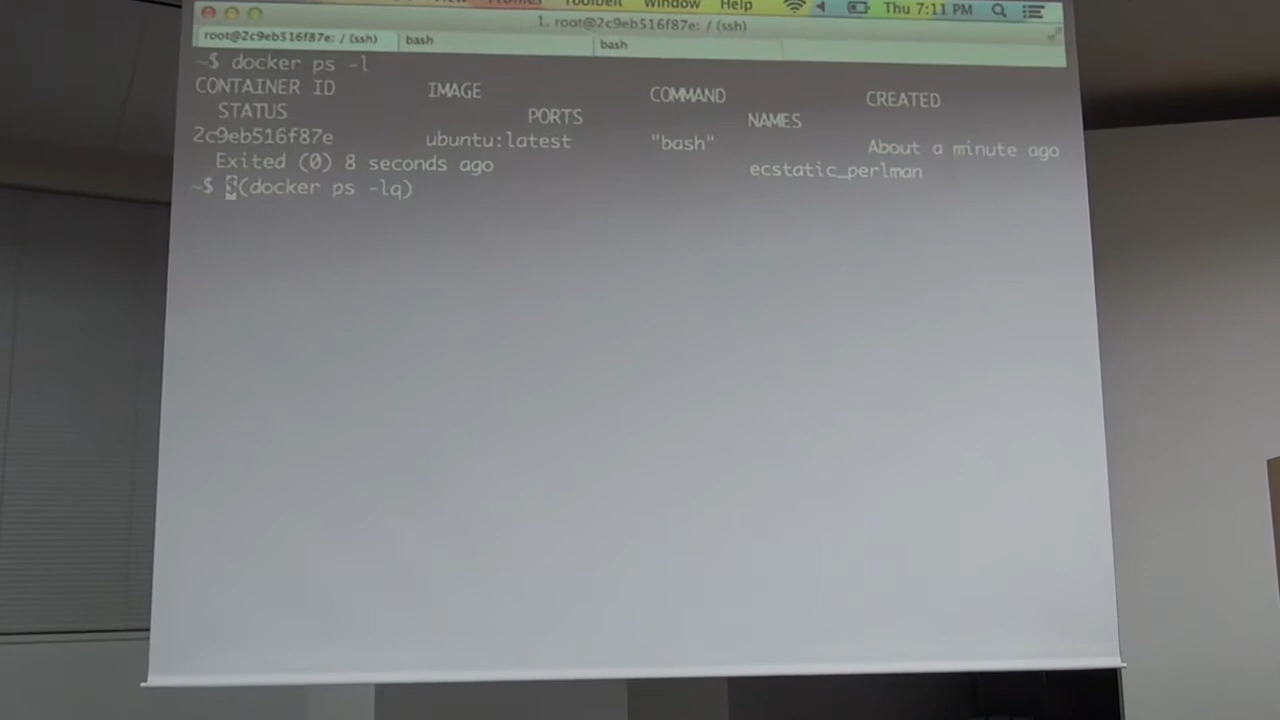 Window Help Thu 7:11 PM
1. root@2c9eb516f87e: / (ssh)
root@2c9eb516f87e: / (ssh) bash bash
~$ docker ps -l
CONTAINER ID IMAGE COMMAND CREATED
STATUS PORTS NAMES
2c9eb516f87e ubuntu:latest "bash" About a minute ago
Exited (0) 8 seconds ago ecstatic_perlman
~$ $(docker ps -lq)